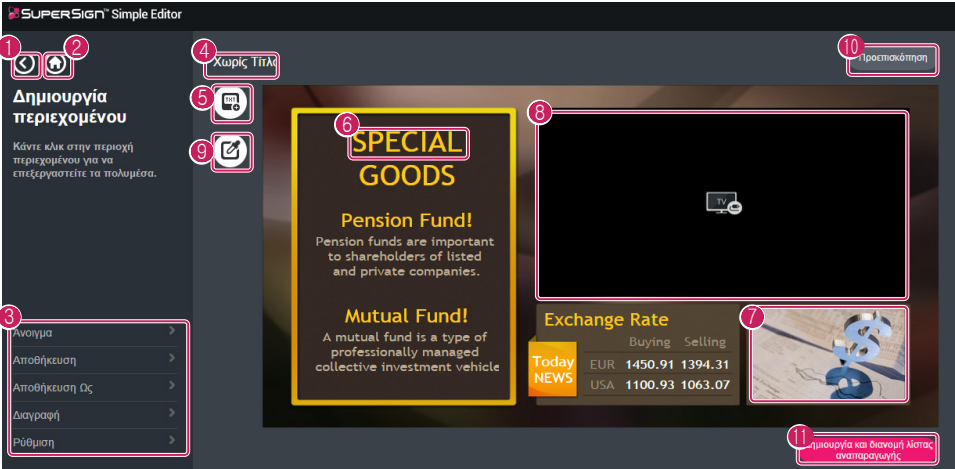 SUPERSIGN™ Simple Editor
1
2
Δημιουργία
περιεχομένου
Κάντε κλικ στην περιοχή
περιεχομένου για να
επεξεργαστείτε τα πολυμέσα.
3
Άνοιγμα
Αποθήκευση
Αποθήκευση Ως
Διαγραφή
Ρύθμιση
4
Χωρίς Τίτλο
10
Προεπισκόπηση
5
TXT
9
6
SPECIAL
GOODS
Pension Fund!
Pension funds are important
to shareholders of listed
and private companies.
Mutual Fund!
A mutual fund is a type of
professionally managed
collective investment vehicle
8
TV
Exchange Rate
Buying Selling
Today
NEWS
EUR 1450.91 1394.31
USA 1100.93 1063.07
7
11
Δημιουργία και διανομή λίστας
αναπαραγωγής